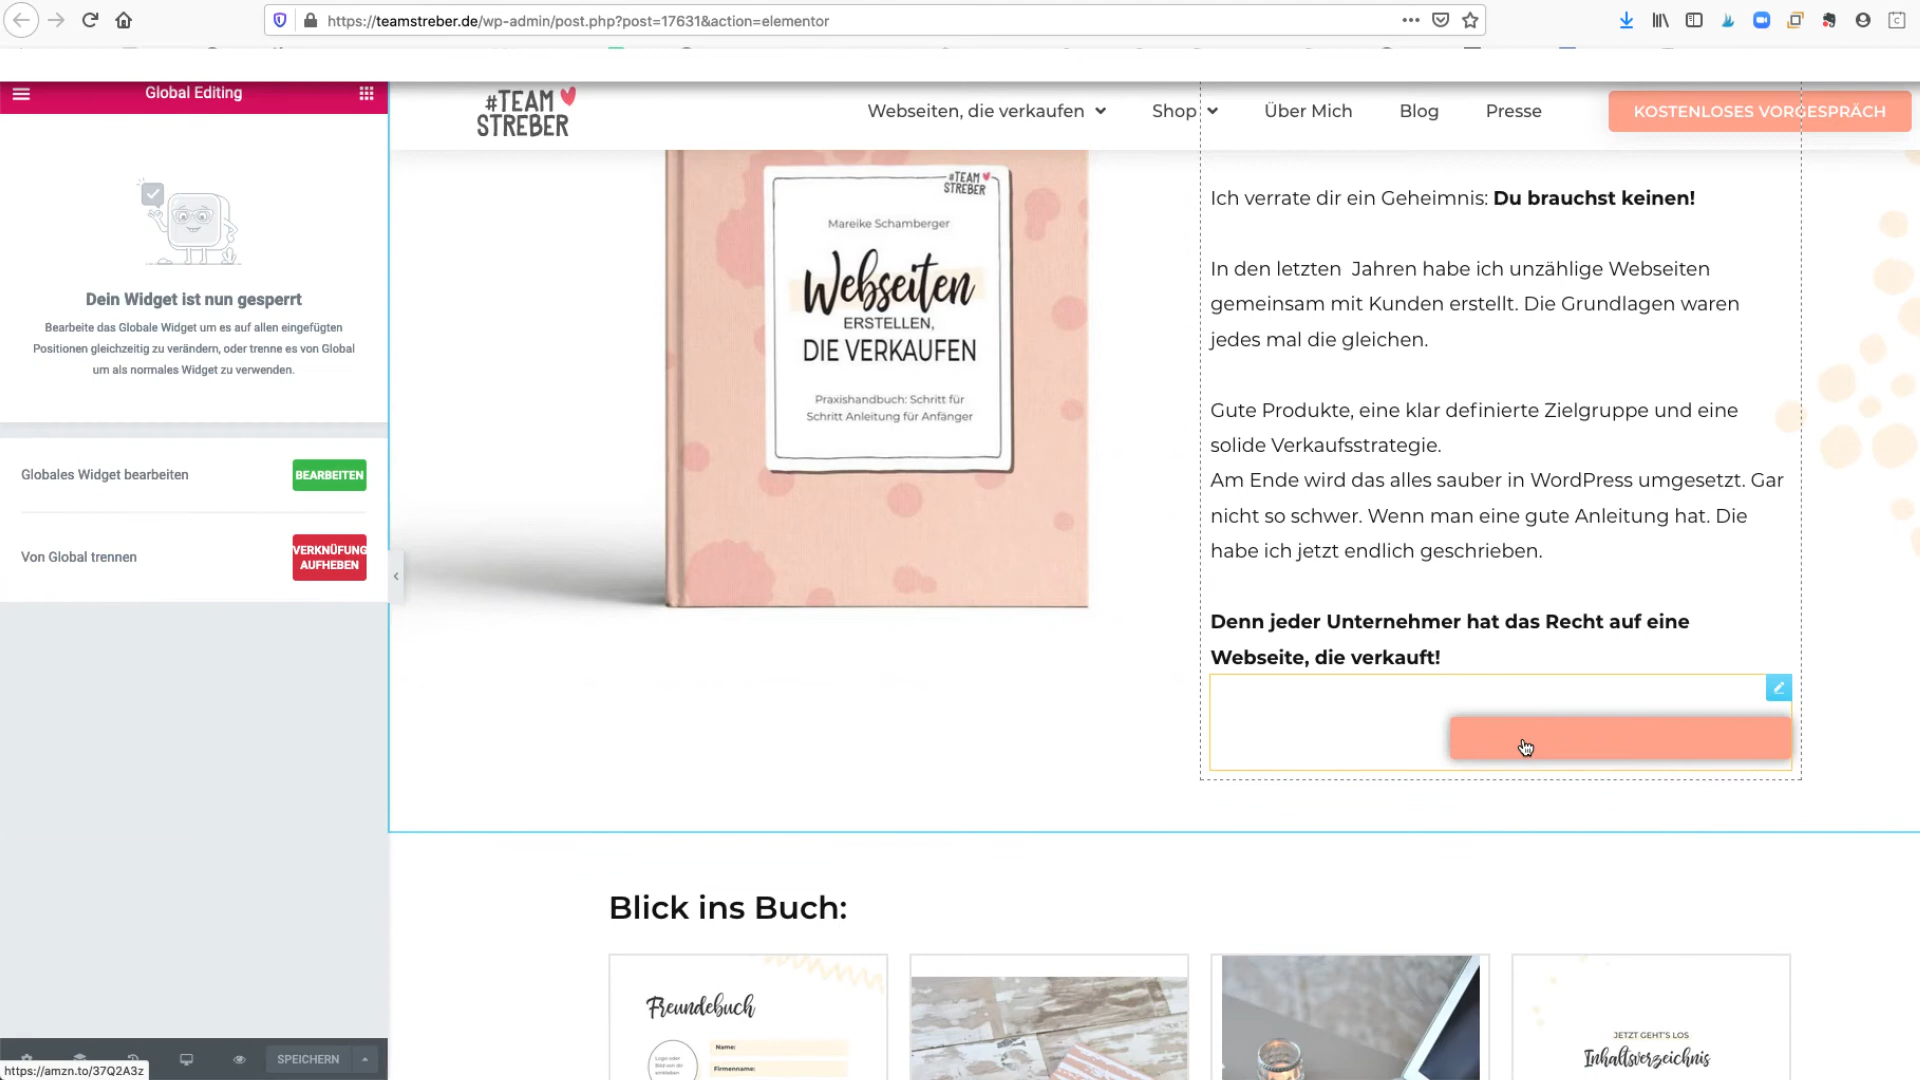 https://teamstreber.de/wp-admin/post.php?post=17631&action=elementor
Global Editing
#TEAM
STREBER
Webseiten, die verkaufen
Shop
Über Mich
Blog
Presse
KOSTENLOSES VORGESPRÄCH
Dein Widget ist nun gesperrt
Bearbeite das Globale Widget um es auf allen eingefügten
Positionen gleichzeitig zu verändern, oder trenne es von Global
um als normales Widget zu verwenden.
Globales Widget bearbeiten
BEARBEITEN
Von Global trennen
VERKNÜFUNG
AUFHEBEN
#TEAM
STREBER
Mareike Schamberger
Webseiten
ERSTELLEN,
DIE VERKAUFEN
Praxishandbuch: Schritt für
Schritt Anleitung für Anfänger
Ich verrate dir ein Geheimnis: Du brauchst keinen!
In den letzten Jahren habe ich unzählige Webseiten
gemeinsam mit Kunden erstellt. Die Grundlagen waren
jedes mal die gleichen.
Gute Produkte, eine klar definierte Zielgruppe und eine
solide Verkaufsstrategie.
Am Ende wird das alles sauber in WordPress umgesetzt. Gar
nicht so schwer. Wenn man eine gute Anleitung hat. Die
habe ich jetzt endlich geschrieben.
Denn jeder Unternehmer hat das Recht auf eine
Webseite, die verkauft!
Blick ins Buch:
Freundebuch
Logo oder
Bild von dir
einkleben
Name:
Firmenname:
JETZT GEHT'S LOS
Inhaltsverzeichnis
SPEICHERN
https://amzn.to/37Q2A3z